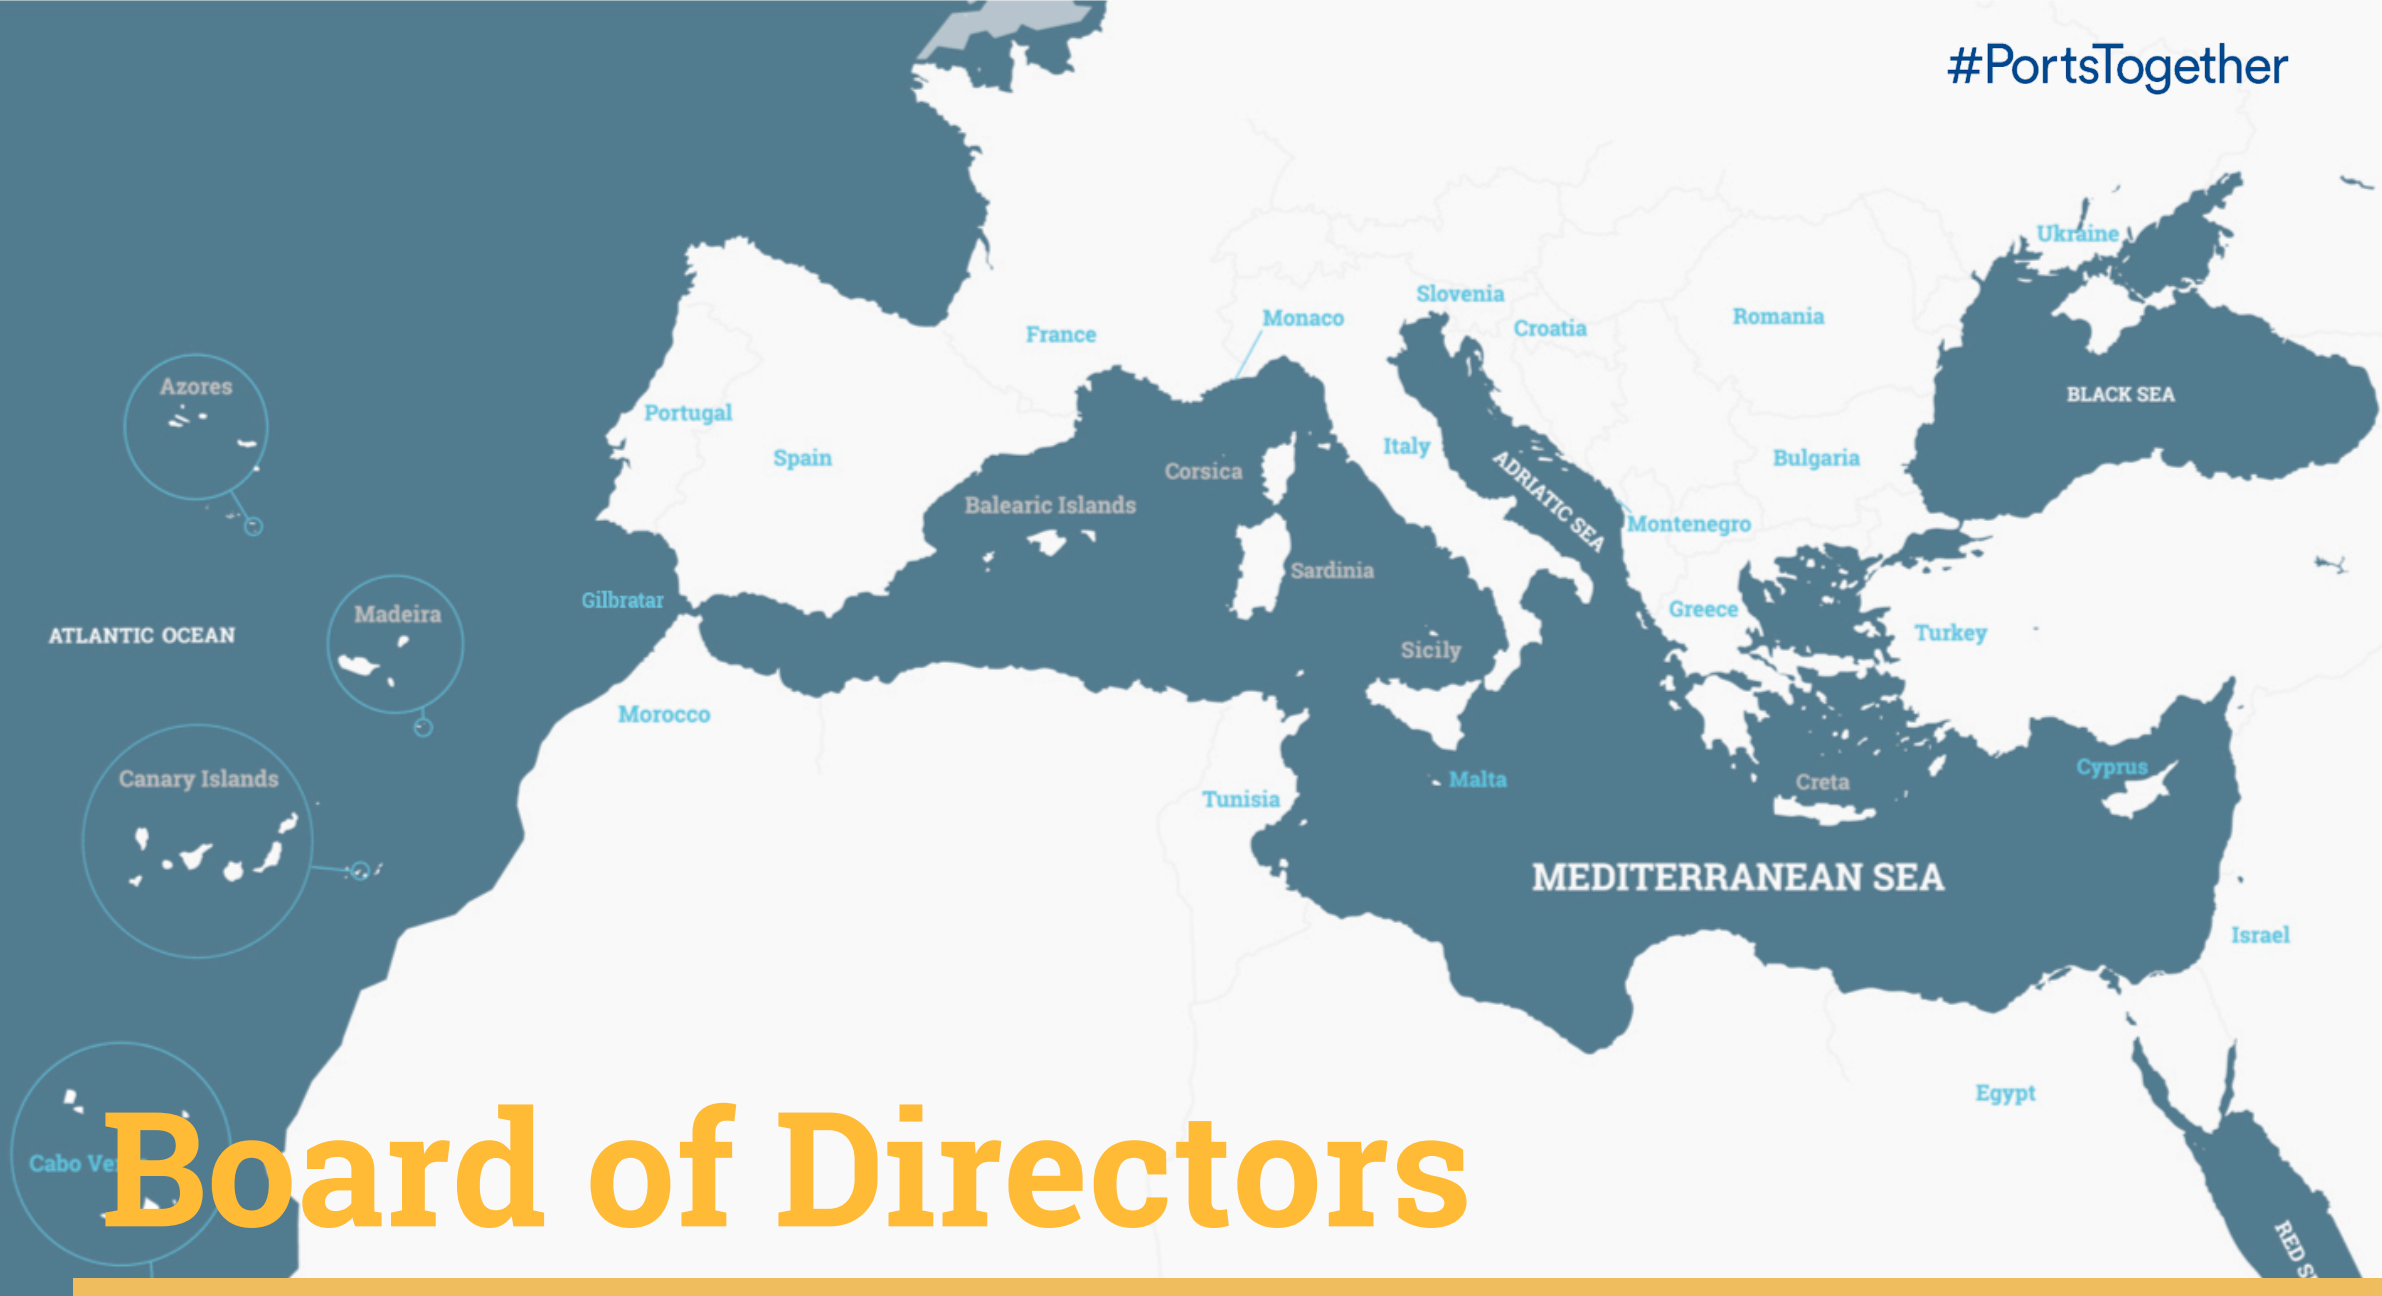 #PortsTogether
Ukraine
Slovenia
Monaco
Croatia
Romania
France
Azores
BLACK SEA
Portugal
Italy
Spain
Bulgaria
Corsica
Balearic Islands
ADRIATIC SEA
Montenegro
Sardinia
Gilbratar
Greece
Madeira
Turkey
ATLANTIC OCEAN
Sicily
Morocco
Cyprus
Canary Islands
Malta
Creta
Tunisia
MEDITERRANEAN SEA
Israel
Egypt
Cabo
Board of Directors
RED